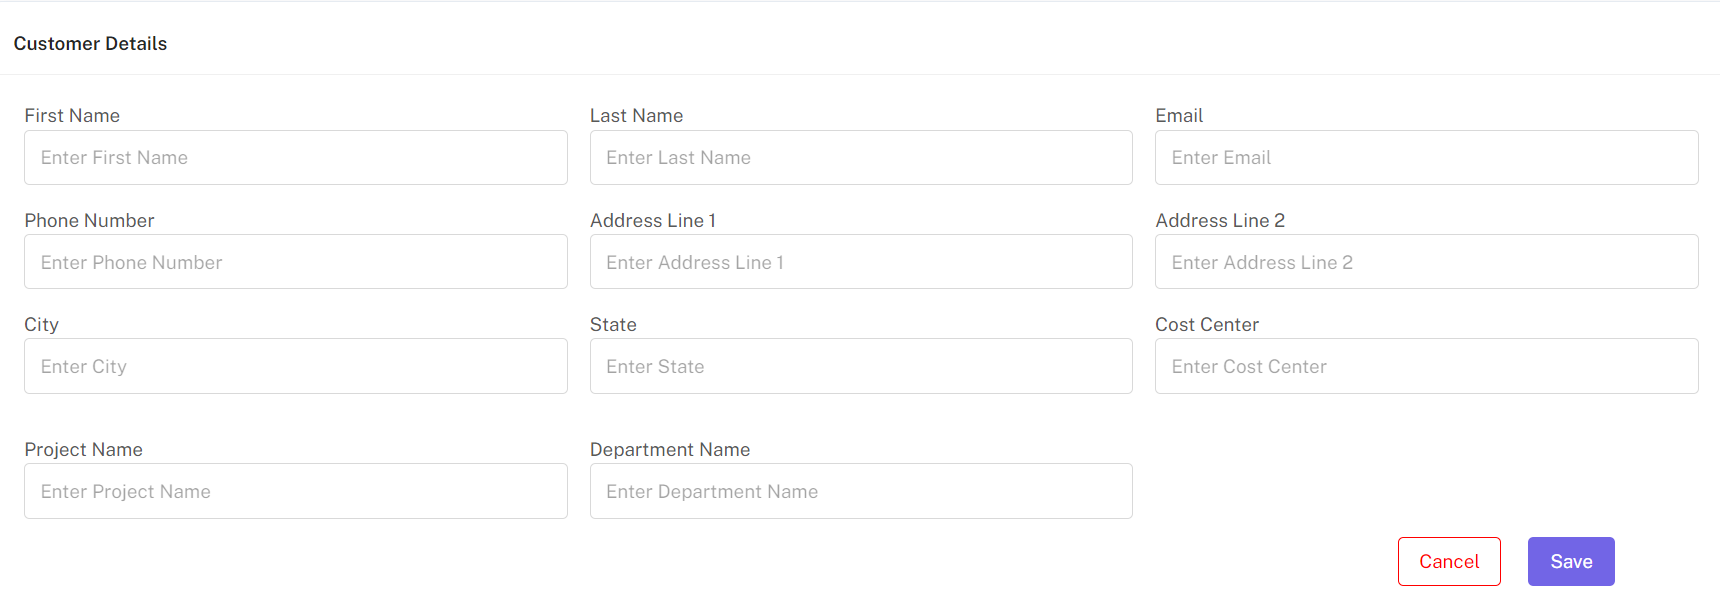 Customer Details
First Name Last Name Email
Enter First Name Enter Last Name Enter Email
Phone Number Address Line 1 Address Line 2
Enter Phone Number Enter Address Line 1 Enter Address Line 2
City State Cost Center
Enter City Enter State Enter Cost Center
Project Name Department Name
Enter Project Name Enter Department Name
Cancel Save